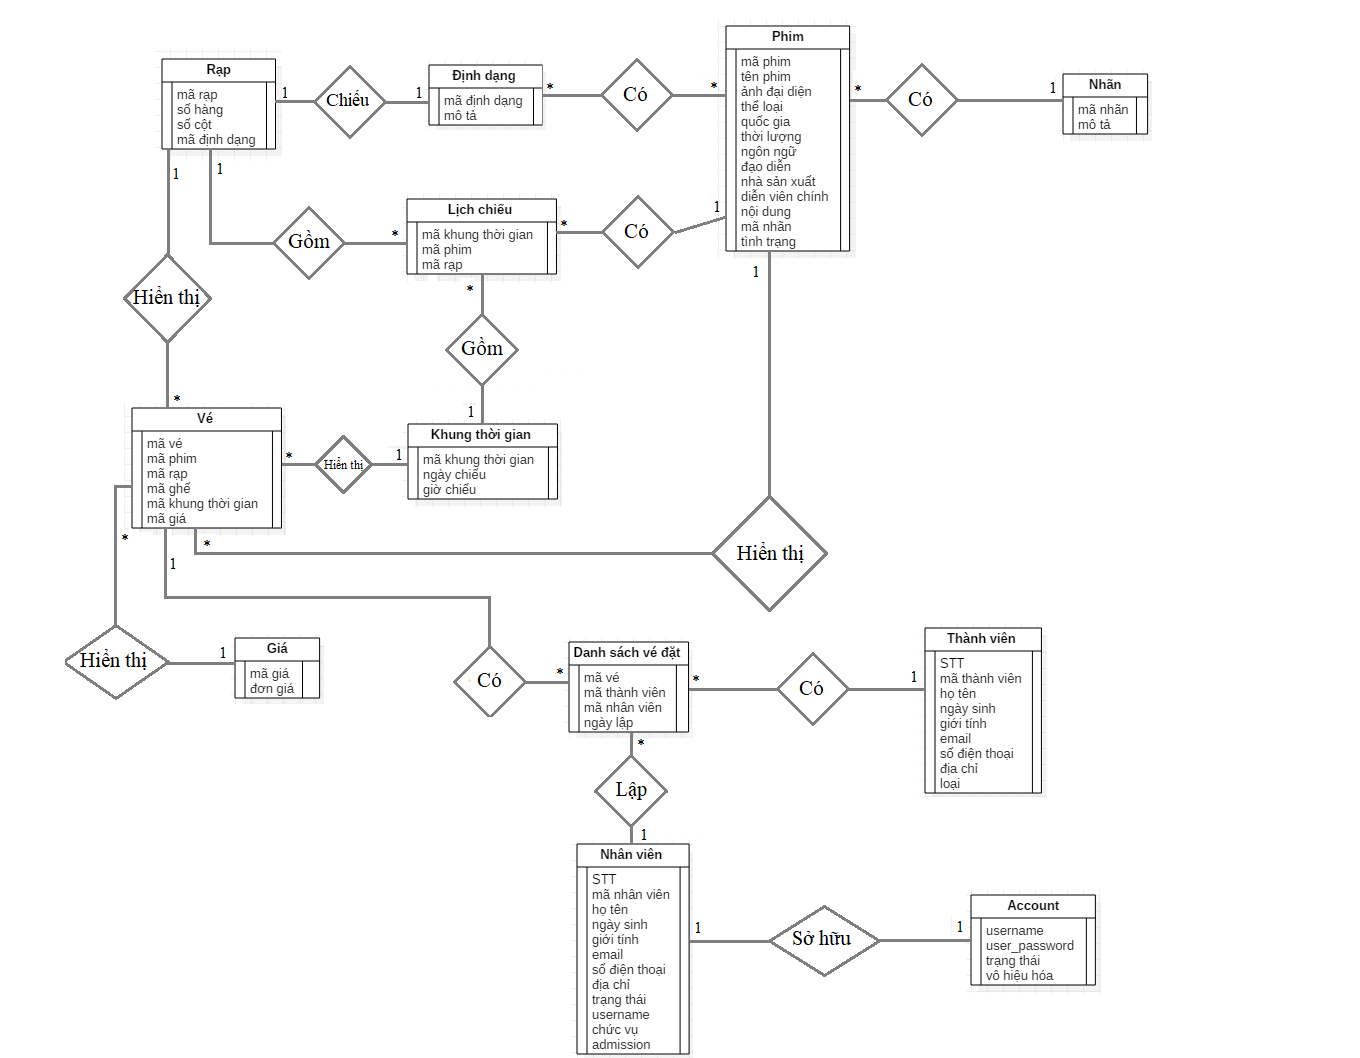 Phim
mã phim
tên phim
ảnh đại diện
thể loại
quốc gia
thời lượng
ngôn ngữ
đạo diễn
nhà sản xuất
diễn viên chính
nội dung
mã nhãn
tình trạng
Rạp
mã rạp
số hàng
số cột
mã định dạng
1
Chiếu
1
Định dạng
mã định dạng
mô tả
*
Có
*
*
Có
1
Nhãn
mã nhãn
mô tả
1
1
Gồm
*
Lịch chiếu
mã khung thời gian
mã phim
mã rạp
*
Có
1
1
Hiển thị
*
*
Gồm
1
Vé
mã vé
mã phim
mã rạp
mã ghế
mã khung thời gian
mã giá
*
Hiển thị
1
Khung thời gian
mã khung thời gian
ngày chiếu
giờ chiếu
*
*
1
Hiển thị
Hiển thị
1
Giá
mã giá
đơn giá
Có
*
Danh sách vé đặt
mã vé
mã thành viên
mã nhân viên
ngày lập
*
Có
1
Thành viên
STT
mã thành viên
họ tên
ngày sinh
giới tính
email
số điện thoại
địa chỉ
loại
*
Lập
1
Nhân viên
STT
mã nhân viên
họ tên
ngày sinh
giới tính
email
số điện thoại
địa chỉ
trạng thái
username
chức vụ
admission
1
Sở hữu
1
Account
username
user_password
trạng thái
vô hiệu hóa